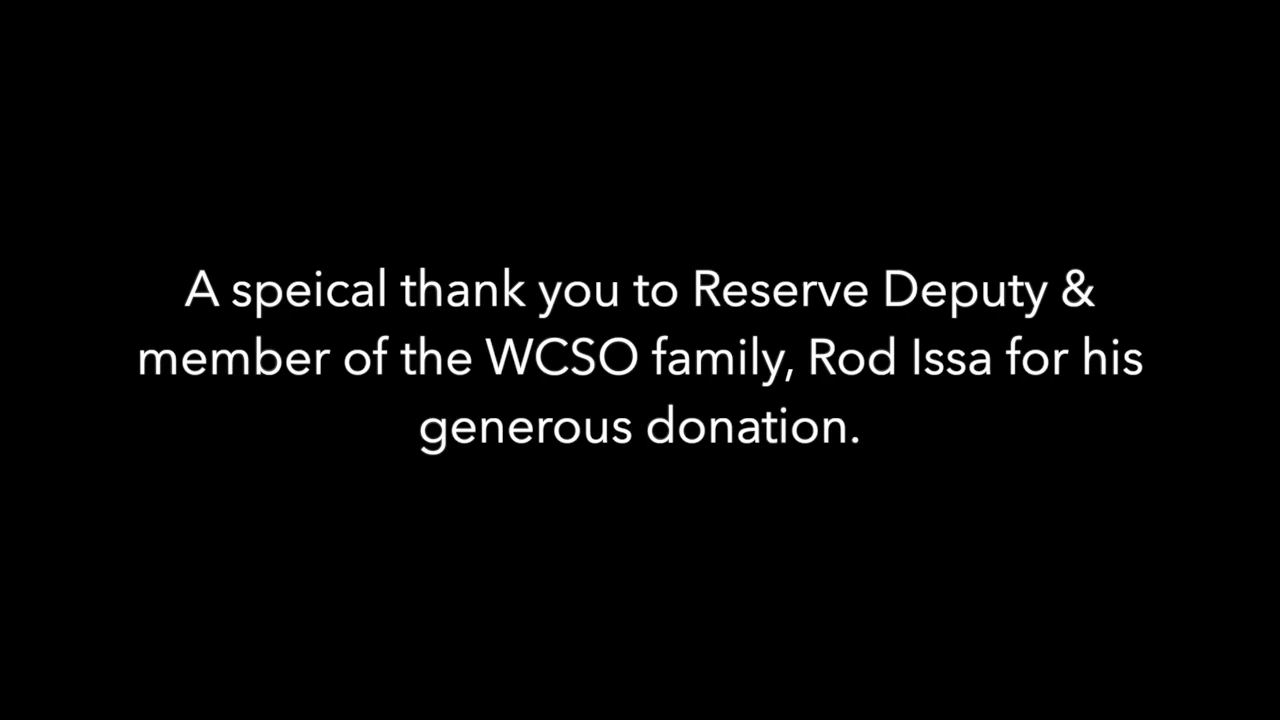 A speical thank you to Reserve Deputy &
member of the WCSO family, Rod Issa for his
generous donation.